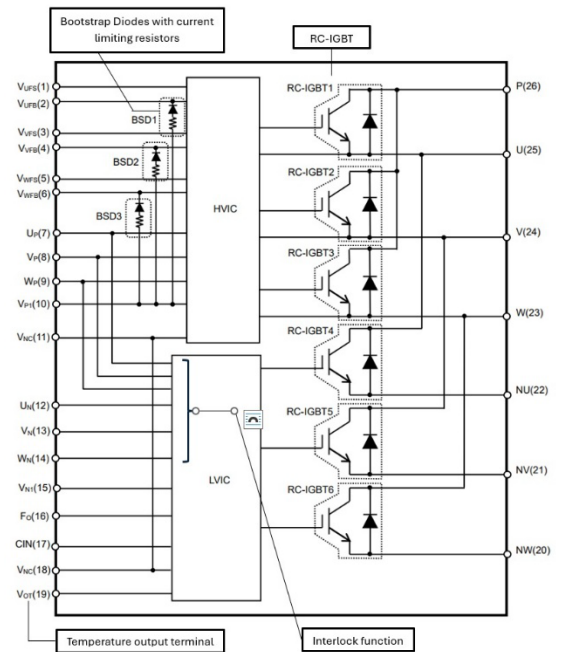 Bootstrap Diodes with current
limiting resistors
RC-IGBT
VUFS(1)
VUFB(2)
VVFS(3)
VVFB(4)
VWFS(5)
VWFB(6)
UP(7)
VP(8)
WP(9)
VP1(10)
VNC(11)
UN(12)
VN(13)
WN(14)
VN1(15)
FO(16)
CIN(17)
VNC(18)
VOT(19)
BSD1
BSD2
BSD3
HVIC
LVIC
RC-IGBT1
RC-IGBT2
RC-IGBT3
RC-IGBT4
RC-IGBT5
RC-IGBT6
P(26)
U(25)
V(24)
W(23)
NU(22)
NV(21)
NW(20)
Temperature output terminal
Interlock function